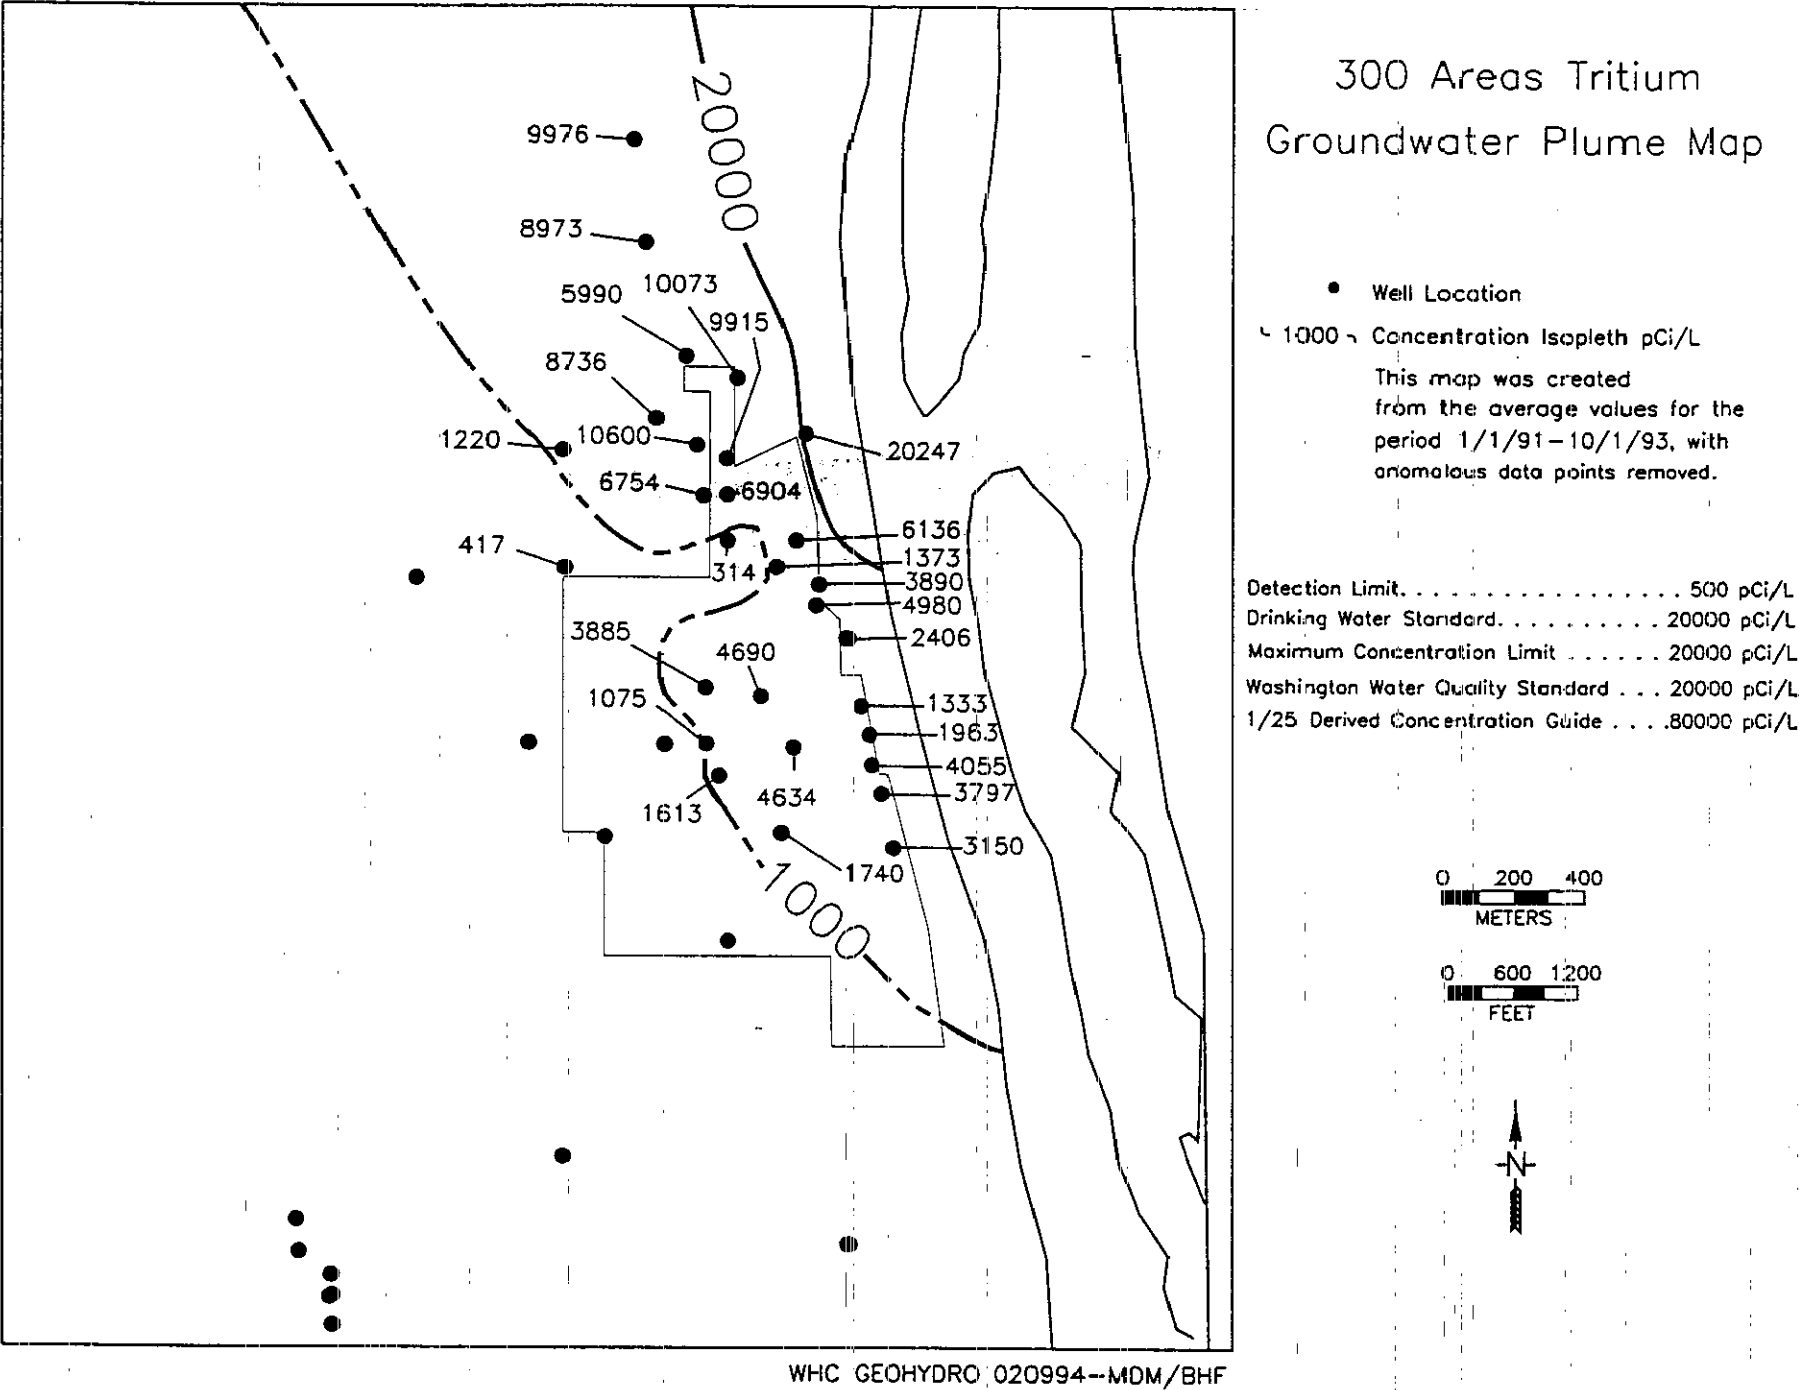 300 Areas Tritium
Groundwater Plume Map
20000
9976
8973
10073
5990
9915
8736
1220
10600
20247
6754
6904
6136
417
1373
314
3890
4980
3885
2406
4690
1075
1333
1963
4055
4634
3797
1613
3150
1740
1000
Well Location
1000 Concentration Isopleth pCi/L
This map was created
from the average values for the
period 1/1/91-10/1/93, with
anomalous data points removed.
Detection Limit. . . . . . . . . . . . . . . . . 500 pCi/L
Drinking Water Standard. . . . . . . . . . 20000 pCi/L
Maximum Concentration Limit . . . . . . 20000 pCi/L
Washington Water Quality Standard . . . 20000 pCi/L
1/25 Derived Concentration Guide . . . .80000 pCi/L
0 200 400
METERS
0 600 1200
FEET
N
WHC GEOHYDRO 020994--MDM/BHF